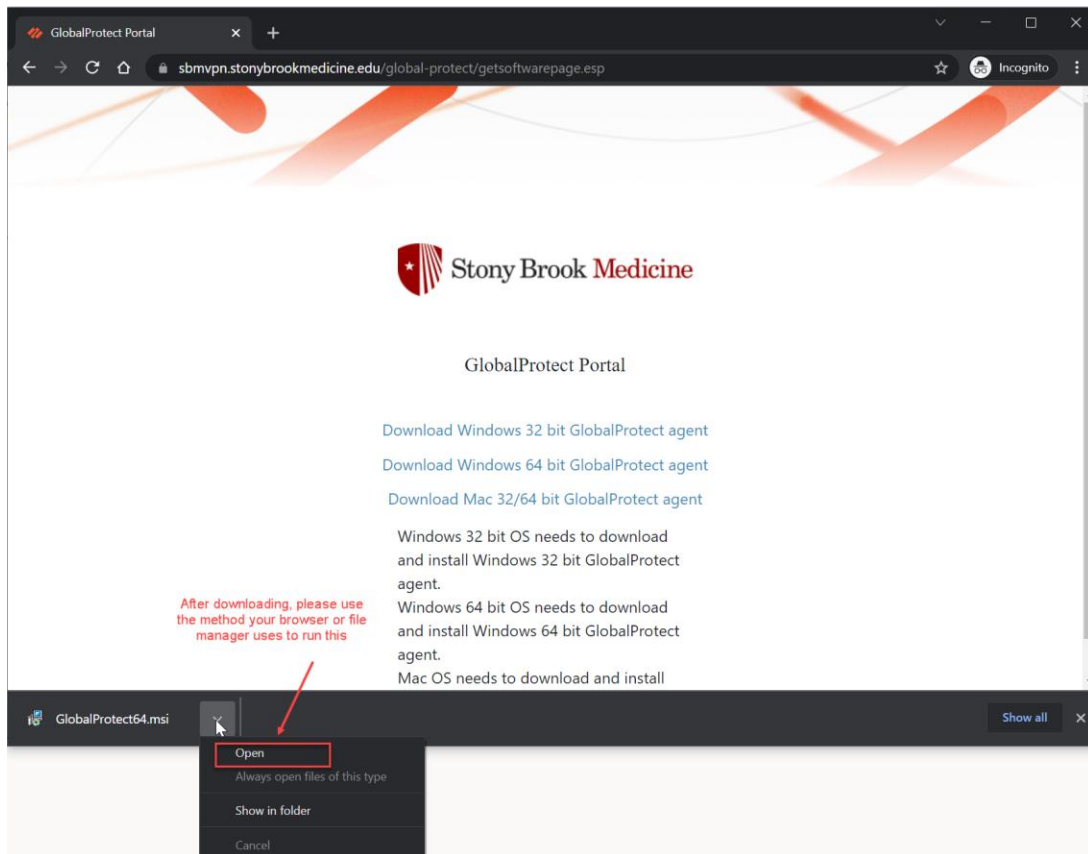 GlobalProtect Portal
sbmvpn.stonybrookmedicine.edu/global-protect/getsoftwarepage.esp
Incognito
Stony Brook Medicine
GlobalProtect Portal
Download Windows 32 bit GlobalProtect agent
Download Windows 64 bit GlobalProtect agent
Download Mac 32/64 bit GlobalProtect agent
Windows 32 bit OS needs to download
and install Windows 32 bit GlobalProtect
agent.
Windows 64 bit OS needs to download
and install Windows 64 bit GlobalProtect
agent.
Mac OS needs to download and install
After downloading, please use
the method your browser or file
manager uses to run this
GlobalProtect64.msi
Show all
Open
Always open files of this type
Show in folder
Cancel